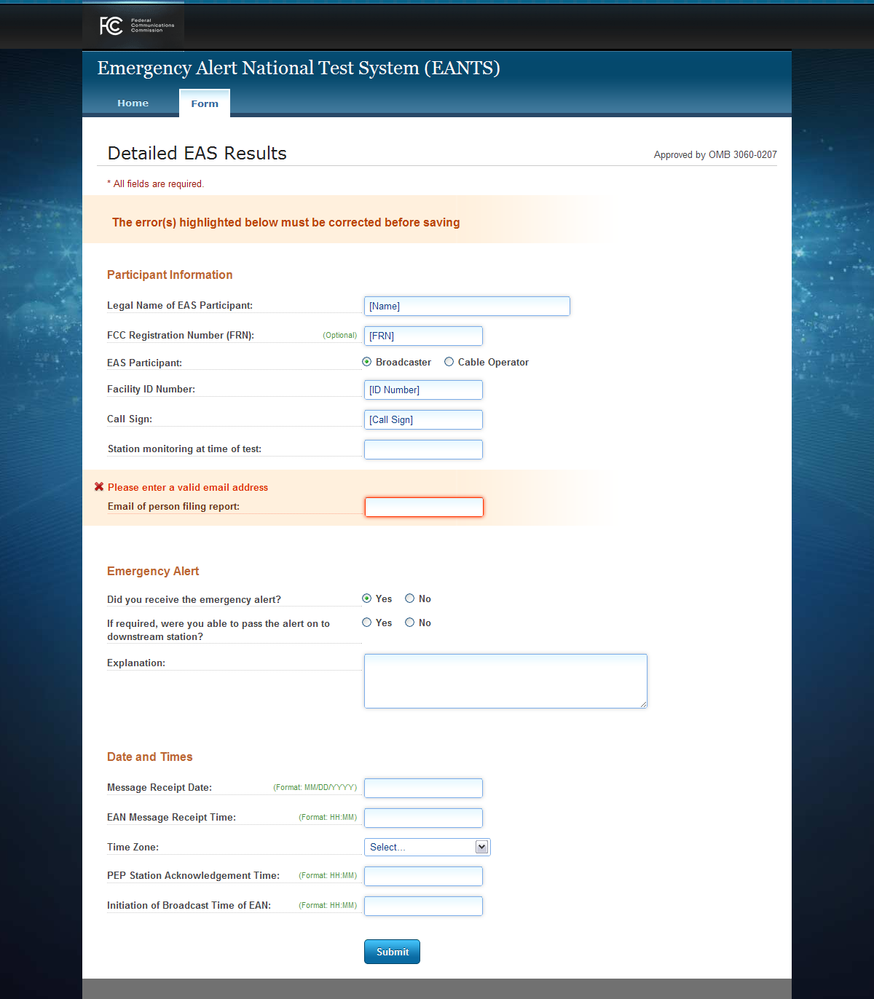 FCC Federal
Communications
Commission
Emergency Alert National Test System (EANTS)
Home Form
Detailed EAS Results
Approved by OMB 3060-0207
* All fields are required.
The error(s) highlighted below must be corrected before saving
Participant Information
Legal Name of EAS Participant: [Name]
FCC Registration Number (FRN): (Optional) [FRN]
EAS Participant: Broadcaster Cable Operator
Facility ID Number: [ID Number]
Call Sign: [Call Sign]
Station monitoring at time of test:
Please enter a valid email address
Email of person filing report:
Emergency Alert
Did you receive the emergency alert? Yes No
If required, were you able to pass the alert on to Yes No
downstream station?
Explanation:
Date and Times
Message Receipt Date: (Format: MM/DD/YYYY)
EAN Message Receipt Time: (Format: HH:MM)
Time Zone: Select...
PEP Station Acknowledgement Time: (Format: HH:MM)
Initiation of Broadcast Time of EAN: (Format: HH:MM)
Submit